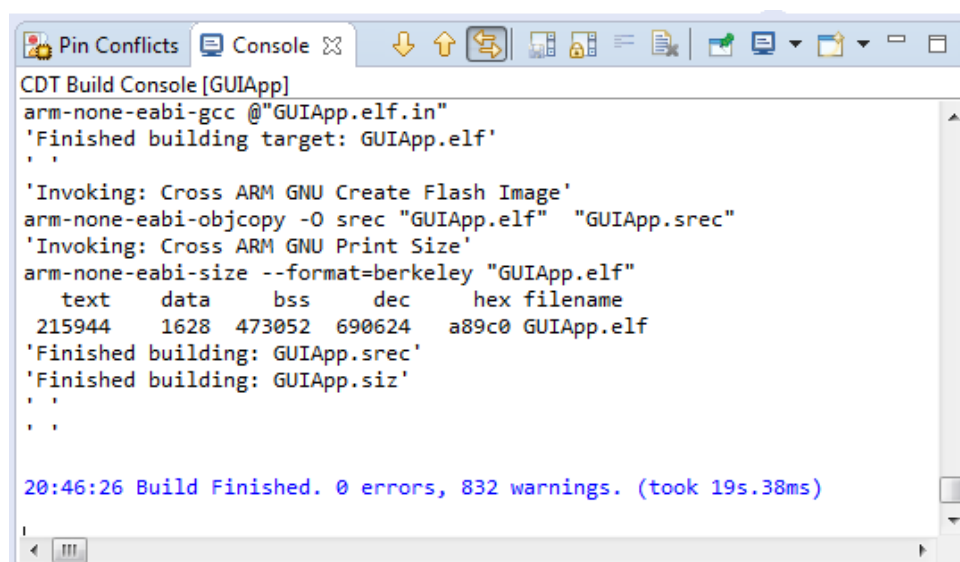 Pin Conflicts Console
CDT Build Console [GUIApp]
arm-none-eabi-gcc @"GUIApp.elf.in"
'Finished building target: GUIApp.elf'
' '
'Invoking: Cross ARM GNU Create Flash Image'
arm-none-eabi-objcopy -O srec "GUIApp.elf"  "GUIApp.srec"
'Invoking: Cross ARM GNU Print Size'
arm-none-eabi-size --format=berkeley "GUIApp.elf"
   text    data     bss     dec     hex filename
 215944    1628  473052  690624   a89c0 GUIApp.elf
'Finished building: GUIApp.srec'
'Finished building: GUIApp.siz'
' '
' '
20:46:26 Build Finished. 0 errors, 832 warnings. (took 19s.38ms)